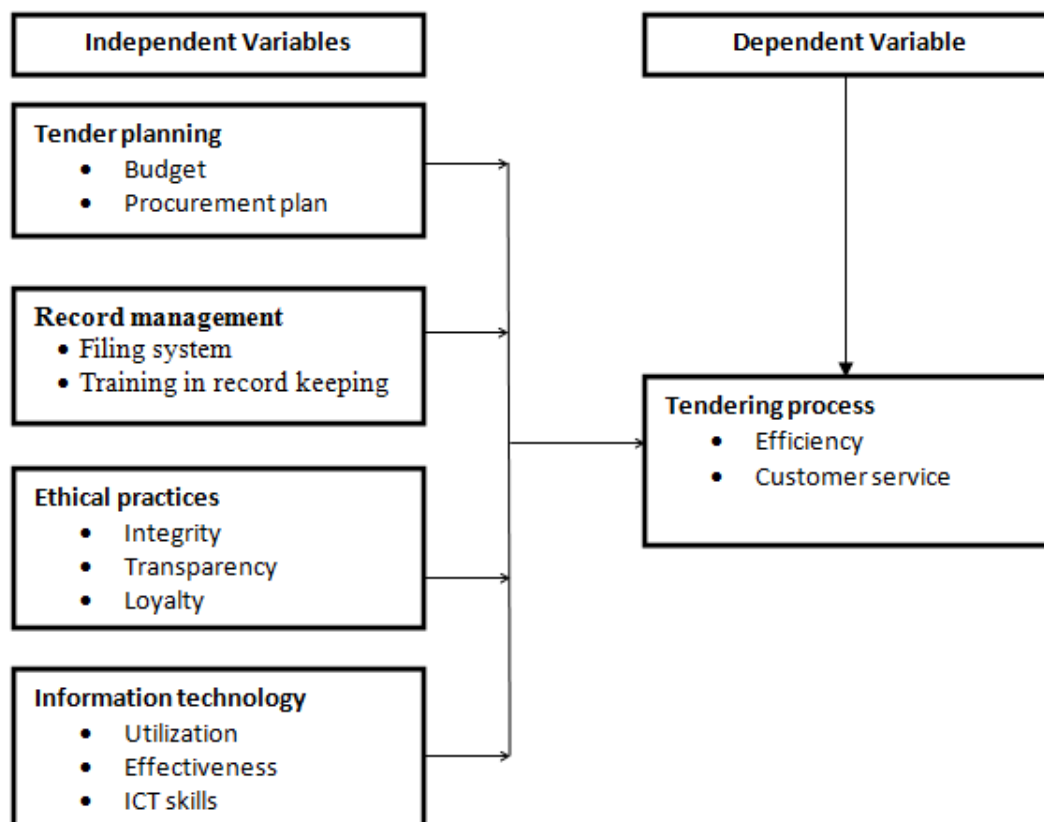 Independent Variables
Dependent Variable
Tender planning
• Budget
• Procurement plan
Record management
• Filing system
• Training in record keeping
Ethical practices
• Integrity
• Transparency
• Loyalty
Information technology
• Utilization
• Effectiveness
• ICT skills
Tendering process
• Efficiency
• Customer service